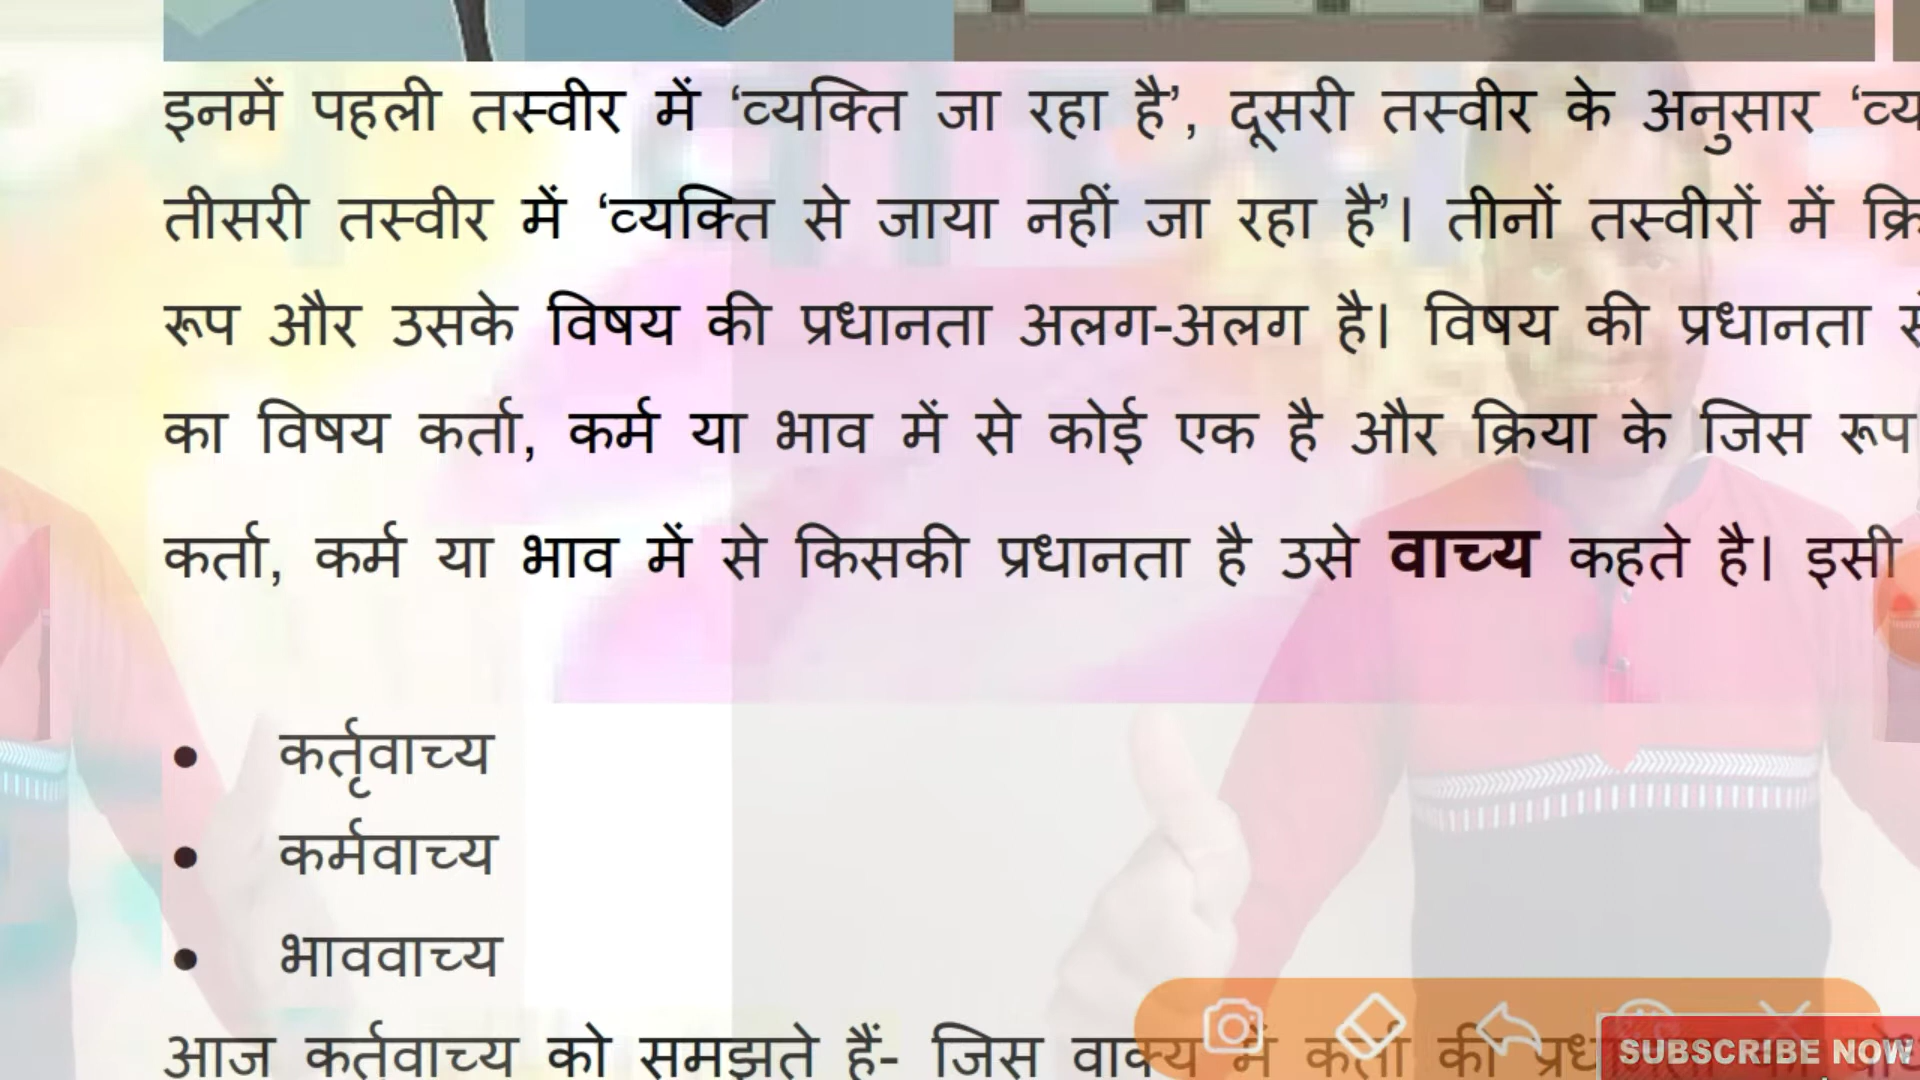 इनमें पहली तस्वीर में ‘व्यक्ति जा रहा है’, दूसरी तस्वीर के अनुसार
तीसरी तस्वीर में ‘व्यक्ति से जाया नहीं जा रहा है’। तीनों तस्वीरों में
रूप और उसके विषय की प्रधानता अलग-अलग है। विषय की प्रधानता
का विषय कर्ता, कर्म या भाव में से कोई एक है और क्रिया के जिस रूप
कर्ता, कर्म या भाव में से किसकी प्रधानता है उसे वाच्य कहते है। इसी
• कर्तृवाच्य
• कर्मवाच्य
• भाववाच्य
आज कर्तृवाच्य को समझते हैं- जिस वाक्य में कर्ता की
SUBSCRIBE NOW